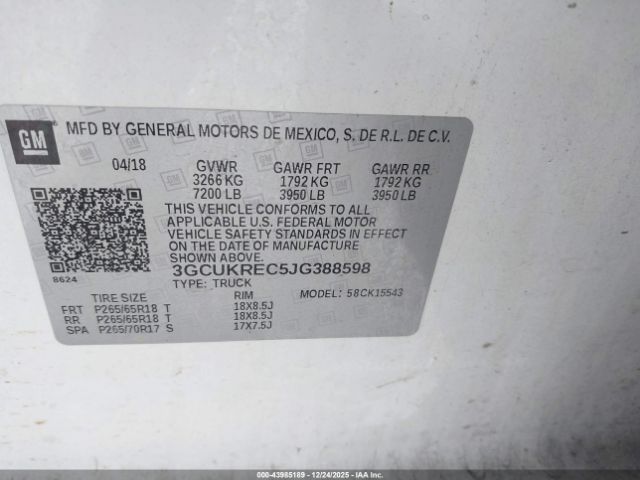 GM
MFD BY GENERAL MOTORS DE MEXICO, S. DE R.L. DE C.V.
04/18 GVWR GAWR FRT GAWR RR
3266 KG 1792 KG 1792 KG
7200 LB 3950 LB 3950 LB
THIS VEHICLE CONFORMS TO ALL
APPLICABLE U.S. FEDERAL MOTOR
VEHICLE SAFETY STANDARDS IN EFFECT
ON THE DATE OF MANUFACTURE
SHOWN ABOVE.
8624
3GCUKREC5JG388598
TYPE: TRUCK
TIRE SIZE RIM MODEL: 58CK15543
FRT P265/65R18 T 18X8.5J
RR P265/65R18 T 18X8.5J
SPA P265/70R17 S 17X7.5J
000-43985189 • 12/24/2025 • COPART